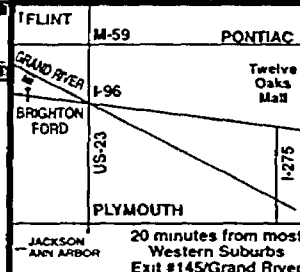 ↑FLINT
M-59
PONTIAC
GRAND RIVER
Twelve
Oaks
Mall
I-96
BRIGHTON
FORD
US-23
I-275
PLYMOUTH
JACKSON
ANN ARBOR
20 minutes from most
Western Suburbs
Exit #145/Grand River